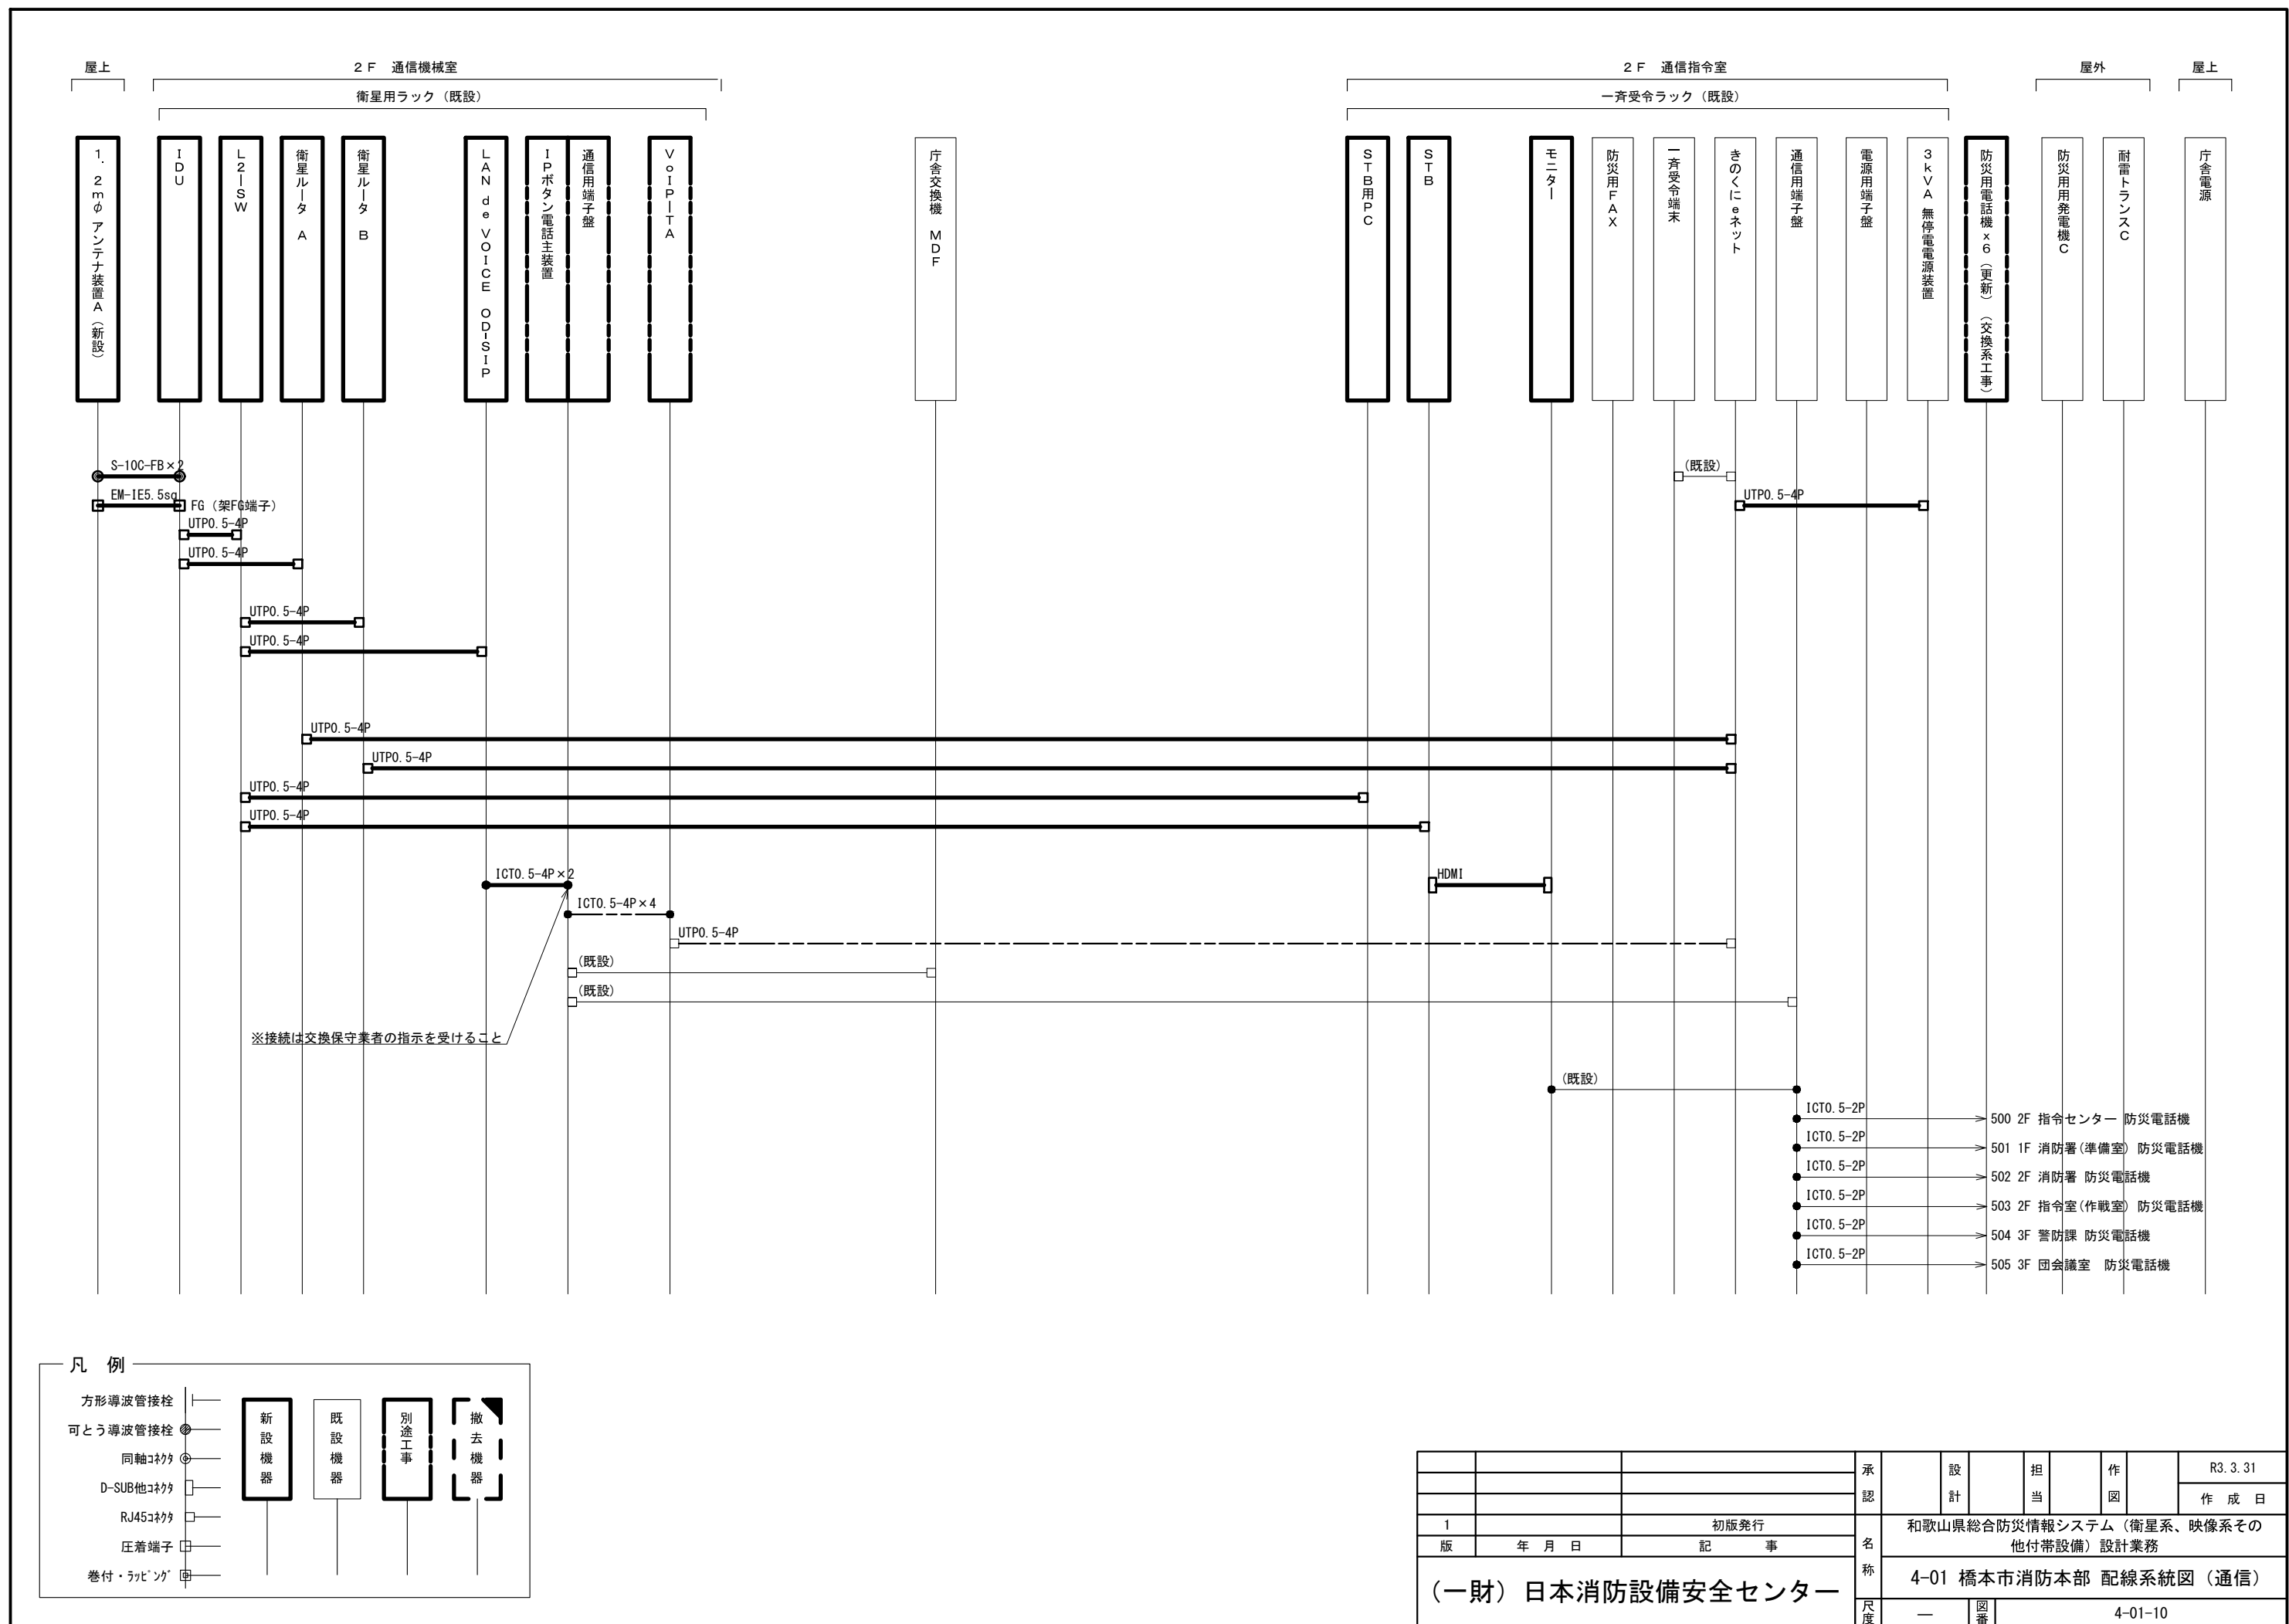 屋上
２Ｆ　通信機械室
２Ｆ　通信指令室
屋外
屋上
衛星用ラック（既設）
一斉受令ラック（既設）
１．２ｍφ アンテナ装置Ａ（新設）
ＩＤＵ
Ｌ２ーＳＷ
衛星ルータ　Ａ
衛星ルータ　Ｂ
ＬＡＮ ｄｅ ＶＯＩＣＥ　ＯＤ−ＳＩＰ
ＩＰボタン電話主装置
通信用端子盤
ＶｏＩＰーＴＡ
庁舎交換機　ＭＤＦ
ＳＴＢ用ＰＣ
ＳＴＢ
モニター
防災用ＦＡＸ
一斉受令端末
きのくにｅネット
通信用端子盤
電源用端子盤
３ｋＶＡ 無停電電源装置
防災用電話機×６（更新）（交換系工事）
防災用用発電機Ｃ
耐雷トランスＣ
庁舎電源
S-10C-FB×2
(既設)
EM-IE5.5sq
FG（架FG端子）
UTP0.5-4P
UTP0.5-4P
UTP0.5-4P
UTP0.5-4P
UTP0.5-4P
UTP0.5-4P
UTP0.5-4P
UTP0.5-4P
UTP0.5-4P
ICT0.5-4P×2
HDMI
ICT0.5-4P×4
UTP0.5-4P
(既設)
(既設)
※接続は交換保守業者の指示を受けること
(既設)
ICT0.5-2P
500 2F 指令センター 防災電話機
ICT0.5-2P
501 1F 消防署(準備室) 防災電話機
ICT0.5-2P
502 2F 消防署 防災電話機
ICT0.5-2P
503 2F 指令室(作戦室) 防災電話機
ICT0.5-2P
504 3F 警防課 防災電話機
ICT0.5-2P
505 3F 団会議室　防災電話機
凡　例
方形導波管接栓
可とう導波管接栓
同軸ｺﾈｸﾀ
D-SUB他ｺﾈｸﾀ
RJ45ｺﾈｸﾀ
圧着端子
巻付・ﾗｯﾋﾟﾝｸﾞ
新設機器
既設機器
別途工事
撤去機器
承認
設計
担当
作図
R3.3.31
作　成　日
1
初版発行
版
年　月　日
記　　　　事
名称
和歌山県総合防災情報システム（衛星系、映像系その
他付帯設備）設計業務
（一財）日本消防設備安全センター
4-01 橋本市消防本部 配線系統図（通信）
尺度
―
図番
4-01-10